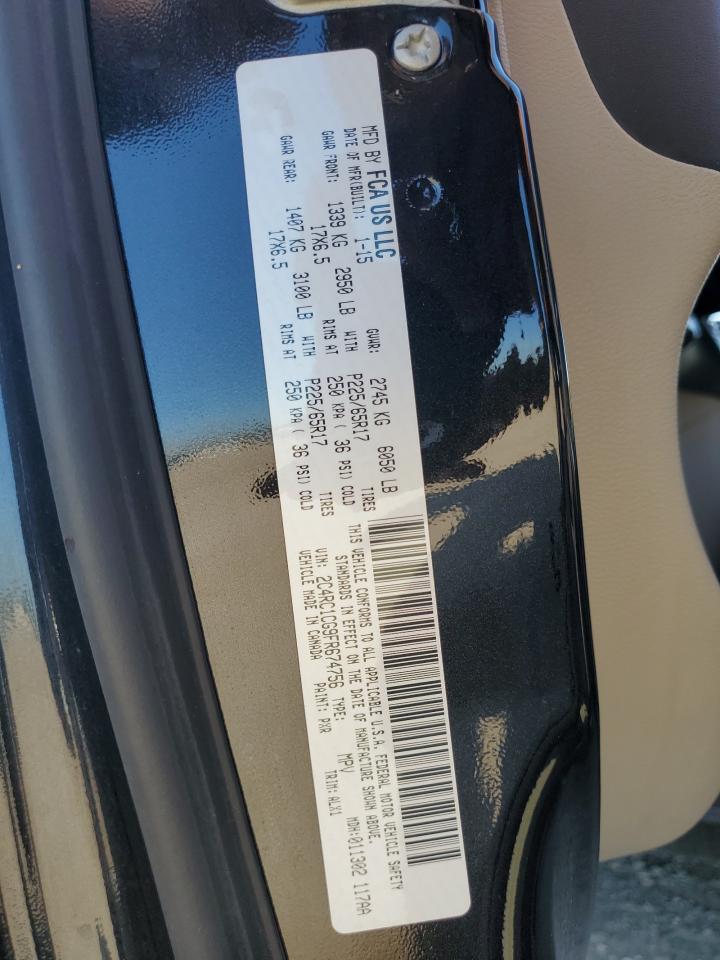 MFD BY FCA US LLC
DATE OF MFR(BUILT): 1-15 GVWR: 2745 KG 6050 LB
GAWR FRONT: 1339 KG 2950 LB WITH P225/65R17 TIRES
17X6.5 RIMS AT 250 KPA ( 36 PSI) COLD
GAWR REAR: 1407 KG 3100 LB WITH P225/65R17 TIRES
17X6.5 RIMS AT 250 KPA ( 36 PSI) COLD
THIS VEHICLE CONFORMS TO ALL APPLICABLE U.S.A. FEDERAL MOTOR VEHICLE SAFETY
STANDARDS IN EFFECT ON THE DATE OF MANUFACTURE SHOWN ABOVE.
VIN: 2C4RC1CG9FR674756 TYPE: MPV MDH:011302 117AA
VEHICLE MADE IN CANADA PAINT: PXR TRIM:ALX1